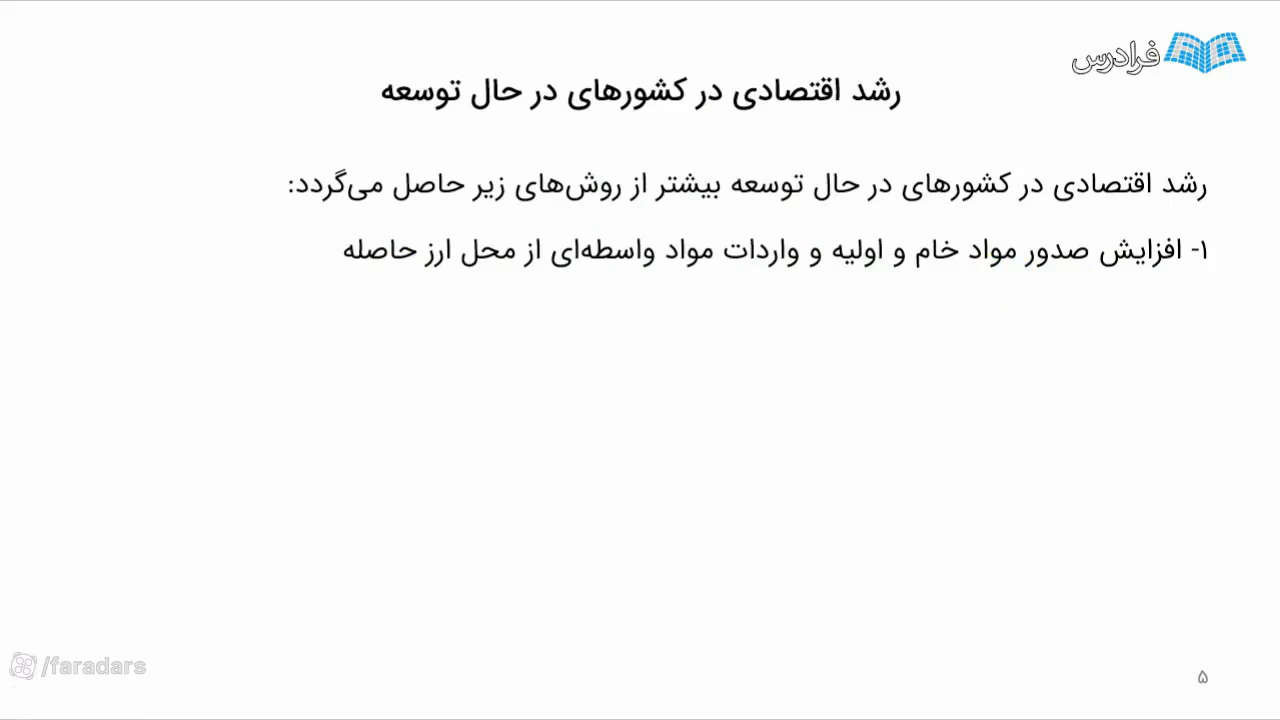 فرادرس
رشد اقتصادی در کشورهای در حال توسعه
رشد اقتصادی در کشورهای در حال توسعه بیشتر از روش‌های زیر حاصل می‌گردد:
۱- افزایش صدور مواد خام و اولیه و واردات مواد واسطه‌ای از محل ارز حاصله
/faradars
۵